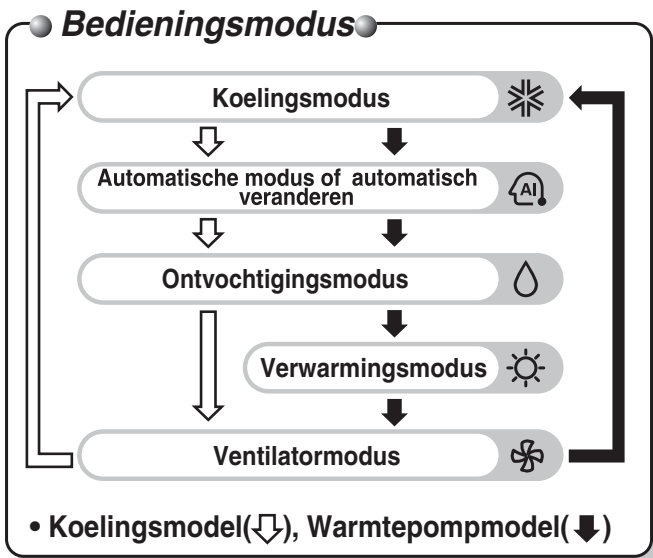 Bedieningsmodus
Koelingsmodus
Automatische modus of automatisch
veranderen
AI
Ontvochtigingsmodus
Verwarmingsmodus
Ventilatormodus
• Koelingsmodel(⇩), Warmtepompmodel(⬇)